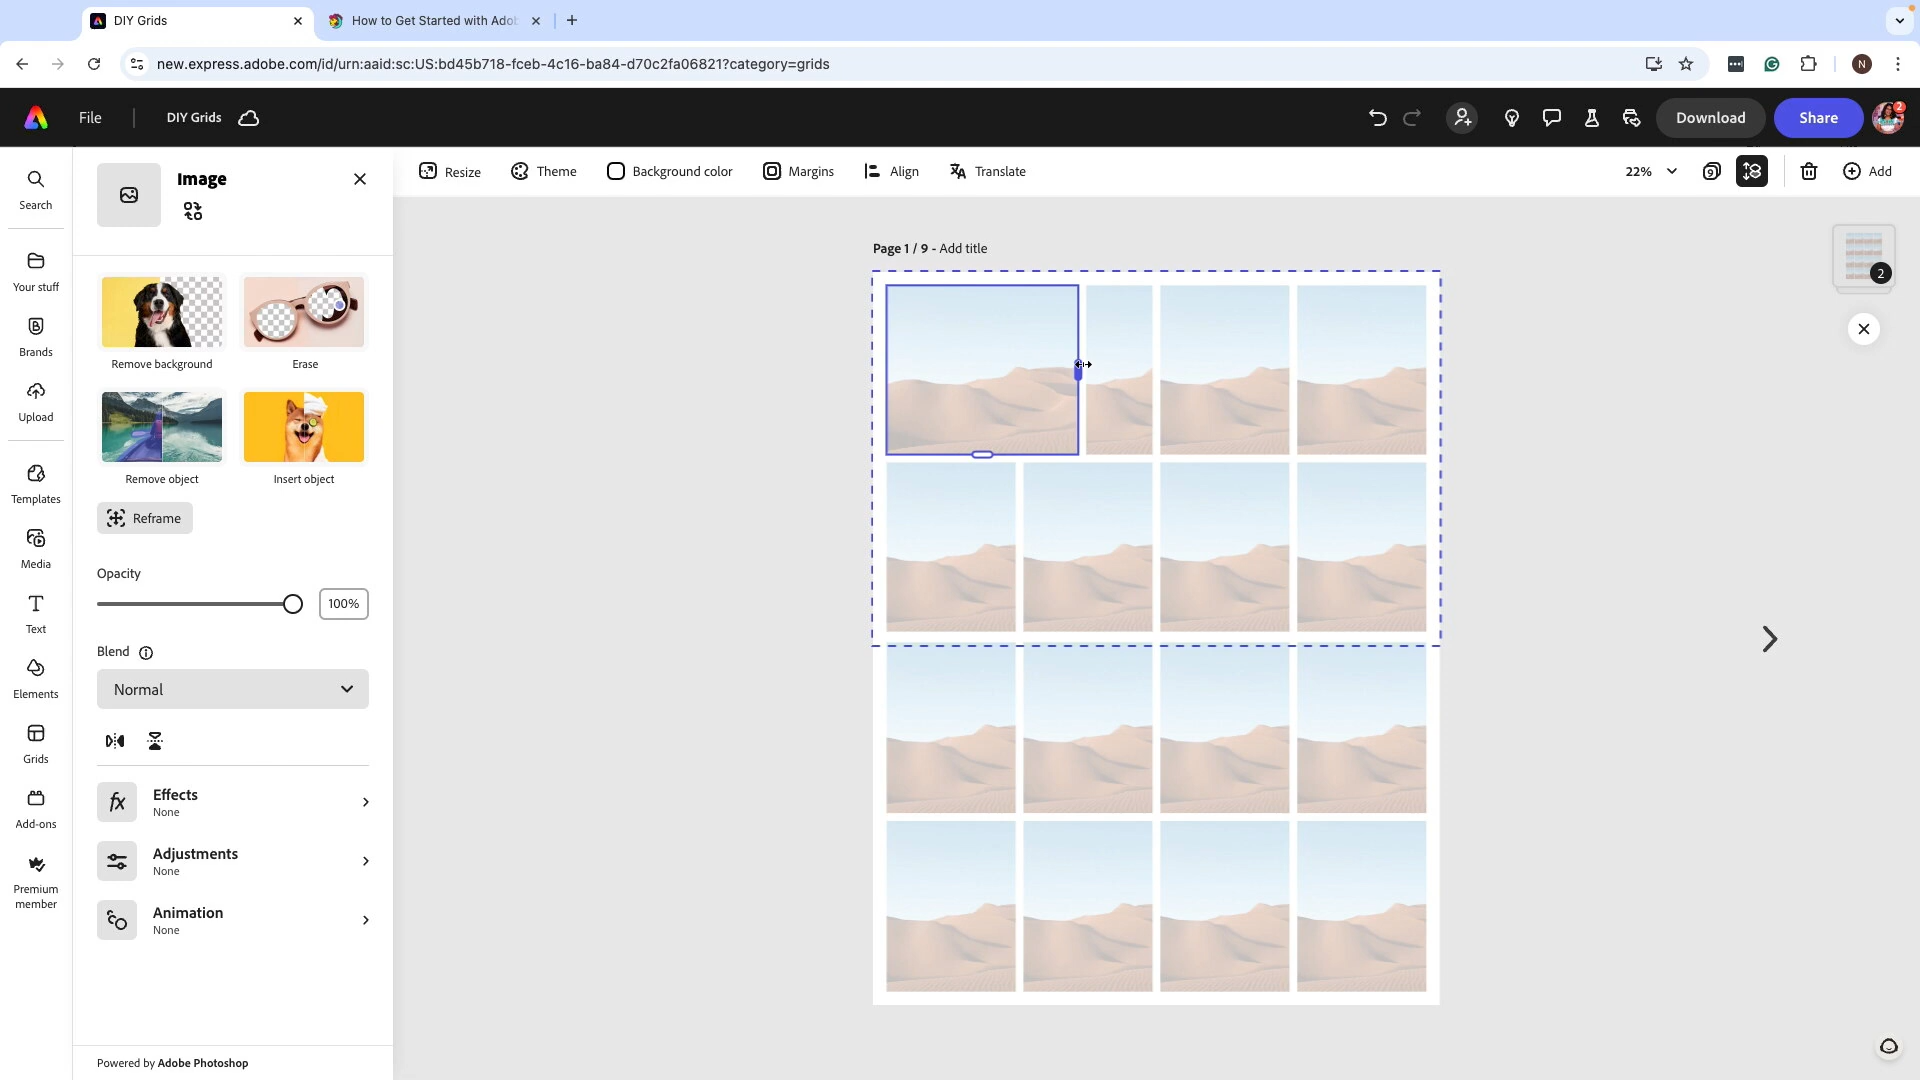 DIY Grids
How to Get Started with Adob
new.express.adobe.com/id/urn:aaid:sc:US:bd45b718-fceb-4c16-ba84-d70c2fa06821?category=grids
N
File
DIY Grids
Download
Share
2
Search
Your stuff
Brands
Upload
Templates
Media
Text
Elements
Grids
Add-ons
Premium
member
Image
Remove background
Erase
Remove object
Insert object
Reframe
Opacity
100%
Blend
Normal
Effects
None
Adjustments
None
Animation
None
Powered by Adobe Photoshop
Resize
Theme
Background color
Margins
Align
Translate
22%
9
Add
Page 1 / 9 - Add title
2